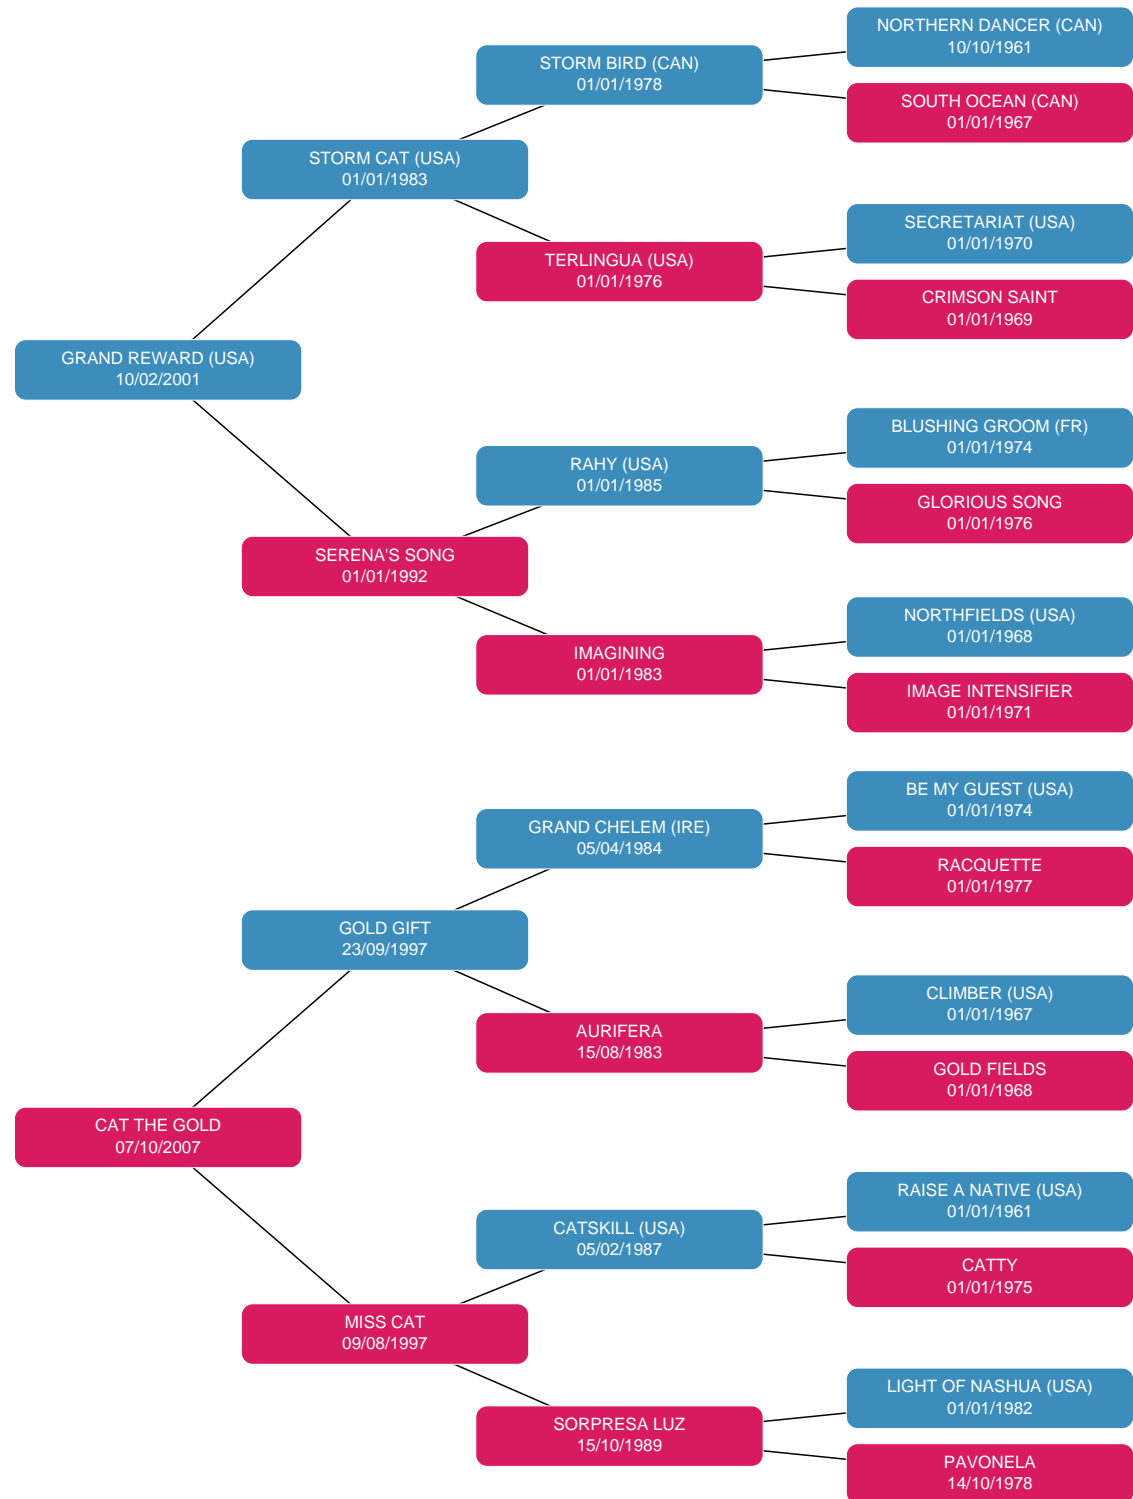 NORTHERN DANCER (CAN)
10/10/1961
STORM BIRD (CAN)
01/01/1978
SOUTH OCEAN (CAN)
01/01/1967
STORM CAT (USA)
01/01/1983
SECRETARIAT (USA)
01/01/1970
TERLINGUA (USA)
01/01/1976
CRIMSON SAINT
01/01/1969
GRAND REWARD (USA)
10/02/2001
BLUSHING GROOM (FR)
01/01/1974
RAHY (USA)
01/01/1985
GLORIOUS SONG
01/01/1976
SERENA'S SONG
01/01/1992
NORTHFIELDS (USA)
01/01/1968
IMAGINING
01/01/1983
IMAGE INTENSIFIER
01/01/1971
BE MY GUEST (USA)
01/01/1974
GRAND CHELEM (IRE)
05/04/1984
RACQUETTE
01/01/1977
GOLD GIFT
23/09/1997
CLIMBER (USA)
01/01/1967
AURIFERA
15/08/1983
GOLD FIELDS
01/01/1968
CAT THE GOLD
07/10/2007
RAISE A NATIVE (USA)
01/01/1961
CATSKILL (USA)
05/02/1987
CATTY
01/01/1975
MISS CAT
09/08/1997
LIGHT OF NASHUA (USA)
01/01/1982
SORPRESA LUZ
15/10/1989
PAVONELA
14/10/1978